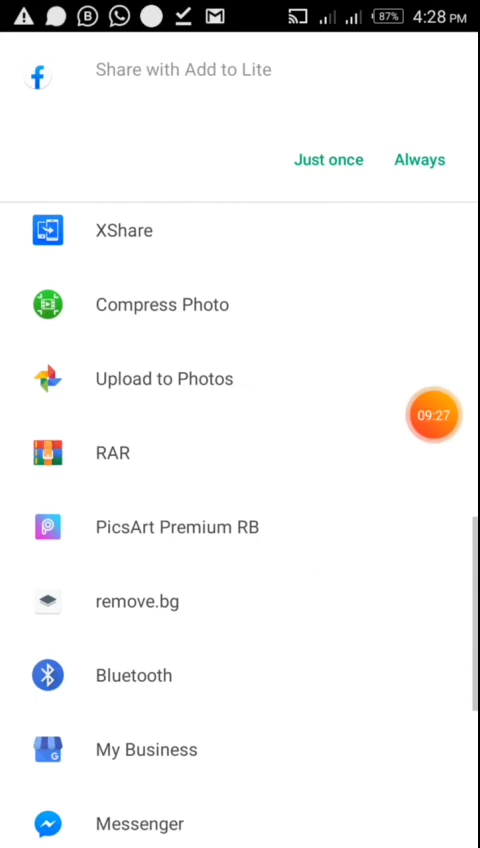 87% 4:28 PM
Share with Add to Lite
Just once Always
XShare
Compress Photo
Upload to Photos
09:27
RAR
PicsArt Premium RB
remove.bg
Bluetooth
My Business
Messenger